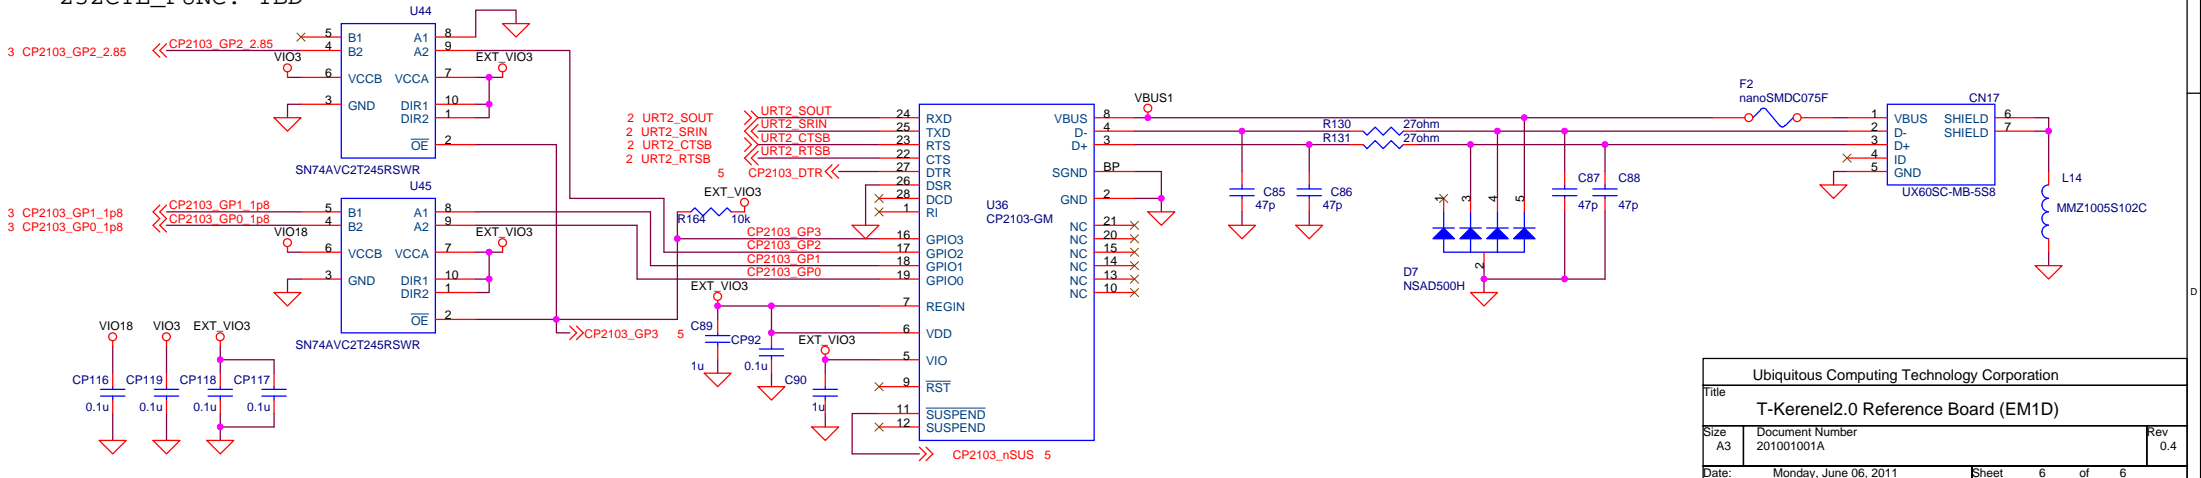 232CTL_FUNC: TBD
U44
3 CP2103_GP2_2.85
CP2103_GP2_2.85
5 B1 A1 8
4 B2 A2 9
VIO3
EXT_VIO3
6 VCCB VCCA 7
3 GND DIR1 10
DIR2 1
OE 2
SN74AVC2T245RSWR
U45
3 CP2103_GP1_1p8
CP2103_GP1_1p8
3 CP2103_GP0_1p8
CP2103_GP0_1p8
5 B1 A1 8
4 B2 A2 9
VIO18
EXT_VIO3
6 VCCB VCCA 7
3 GND DIR1 10
DIR2 1
OE 2
SN74AVC2T245RSWR
CP2103_GP3 5
VIO18 VIO3 EXT_VIO3
CP116 CP119 CP118 CP117
0.1u 0.1u 0.1u 0.1u
2 URT2_SOUT URT2_SOUT 24 RXD
2 URT2_SRIN URT2_SRIN 25 TXD
2 URT2_CTSB URT2_CTSB 23 RTS
2 URT2_RTSB URT2_RTSB 22 CTS
5 CP2103_DTR 27 DTR
26 DSR
28 DCD
1 RI
EXT_VIO3
R164 10k
CP2103_GP3 16 GPIO3
CP2103_GP2 17 GPIO2
CP2103_GP1 18 GPIO1
CP2103_GP0 19 GPIO0
EXT_VIO3
7 REGIN
C89
1u
CP92
0.1u
6 VDD
EXT_VIO3
5 VIO
C90
1u
9 RST
11 SUSPEND
12 SUSPEND
CP2103_nSUS 5
U36
CP2103-GM
VBUS 8
D- 4
D+ 3
SGND BP
GND 2
NC 21
NC 20
NC 15
NC 14
NC 13
NC 10
VBUS1
R130 27ohm
R131 27ohm
C85
47p
C86
47p
1 3 4 5
2
D7
NSAD500H
C87
47p
C88
47p
F2
nanoSMDC075F
CN17
1 VBUS SHIELD 6
2 D- SHIELD 7
3 D+
4 ID
5 GND
UX60SC-MB-5S8
L14
MMZ1005S102C
D
Ubiquitous Computing Technology Corporation
Title
T-Kerenel2.0 Reference Board (EM1D)
Size Document Number Rev
A3 201001001A 0.4
Date: Monday, June 06, 2011 Sheet 6 of 6